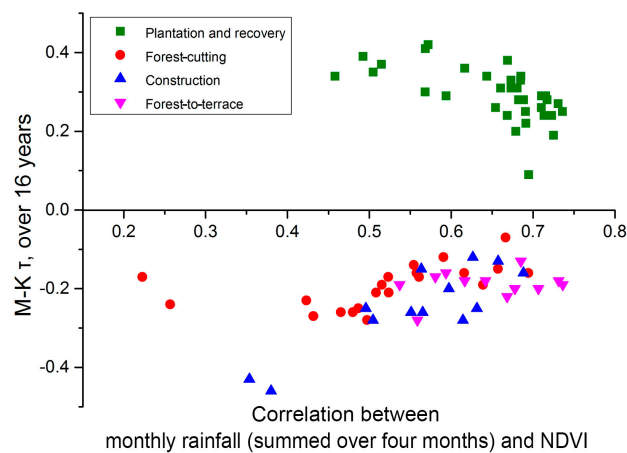 Plantation and recovery
Forest-cutting
Construction
Forest-to-terrace
M-K τ, over 16 years
0.4
0.2
0.0
-0.2
-0.4
0.2 0.3 0.4 0.5 0.6 0.7 0.8
Correlation between
monthly rainfall (summed over four months) and NDVI